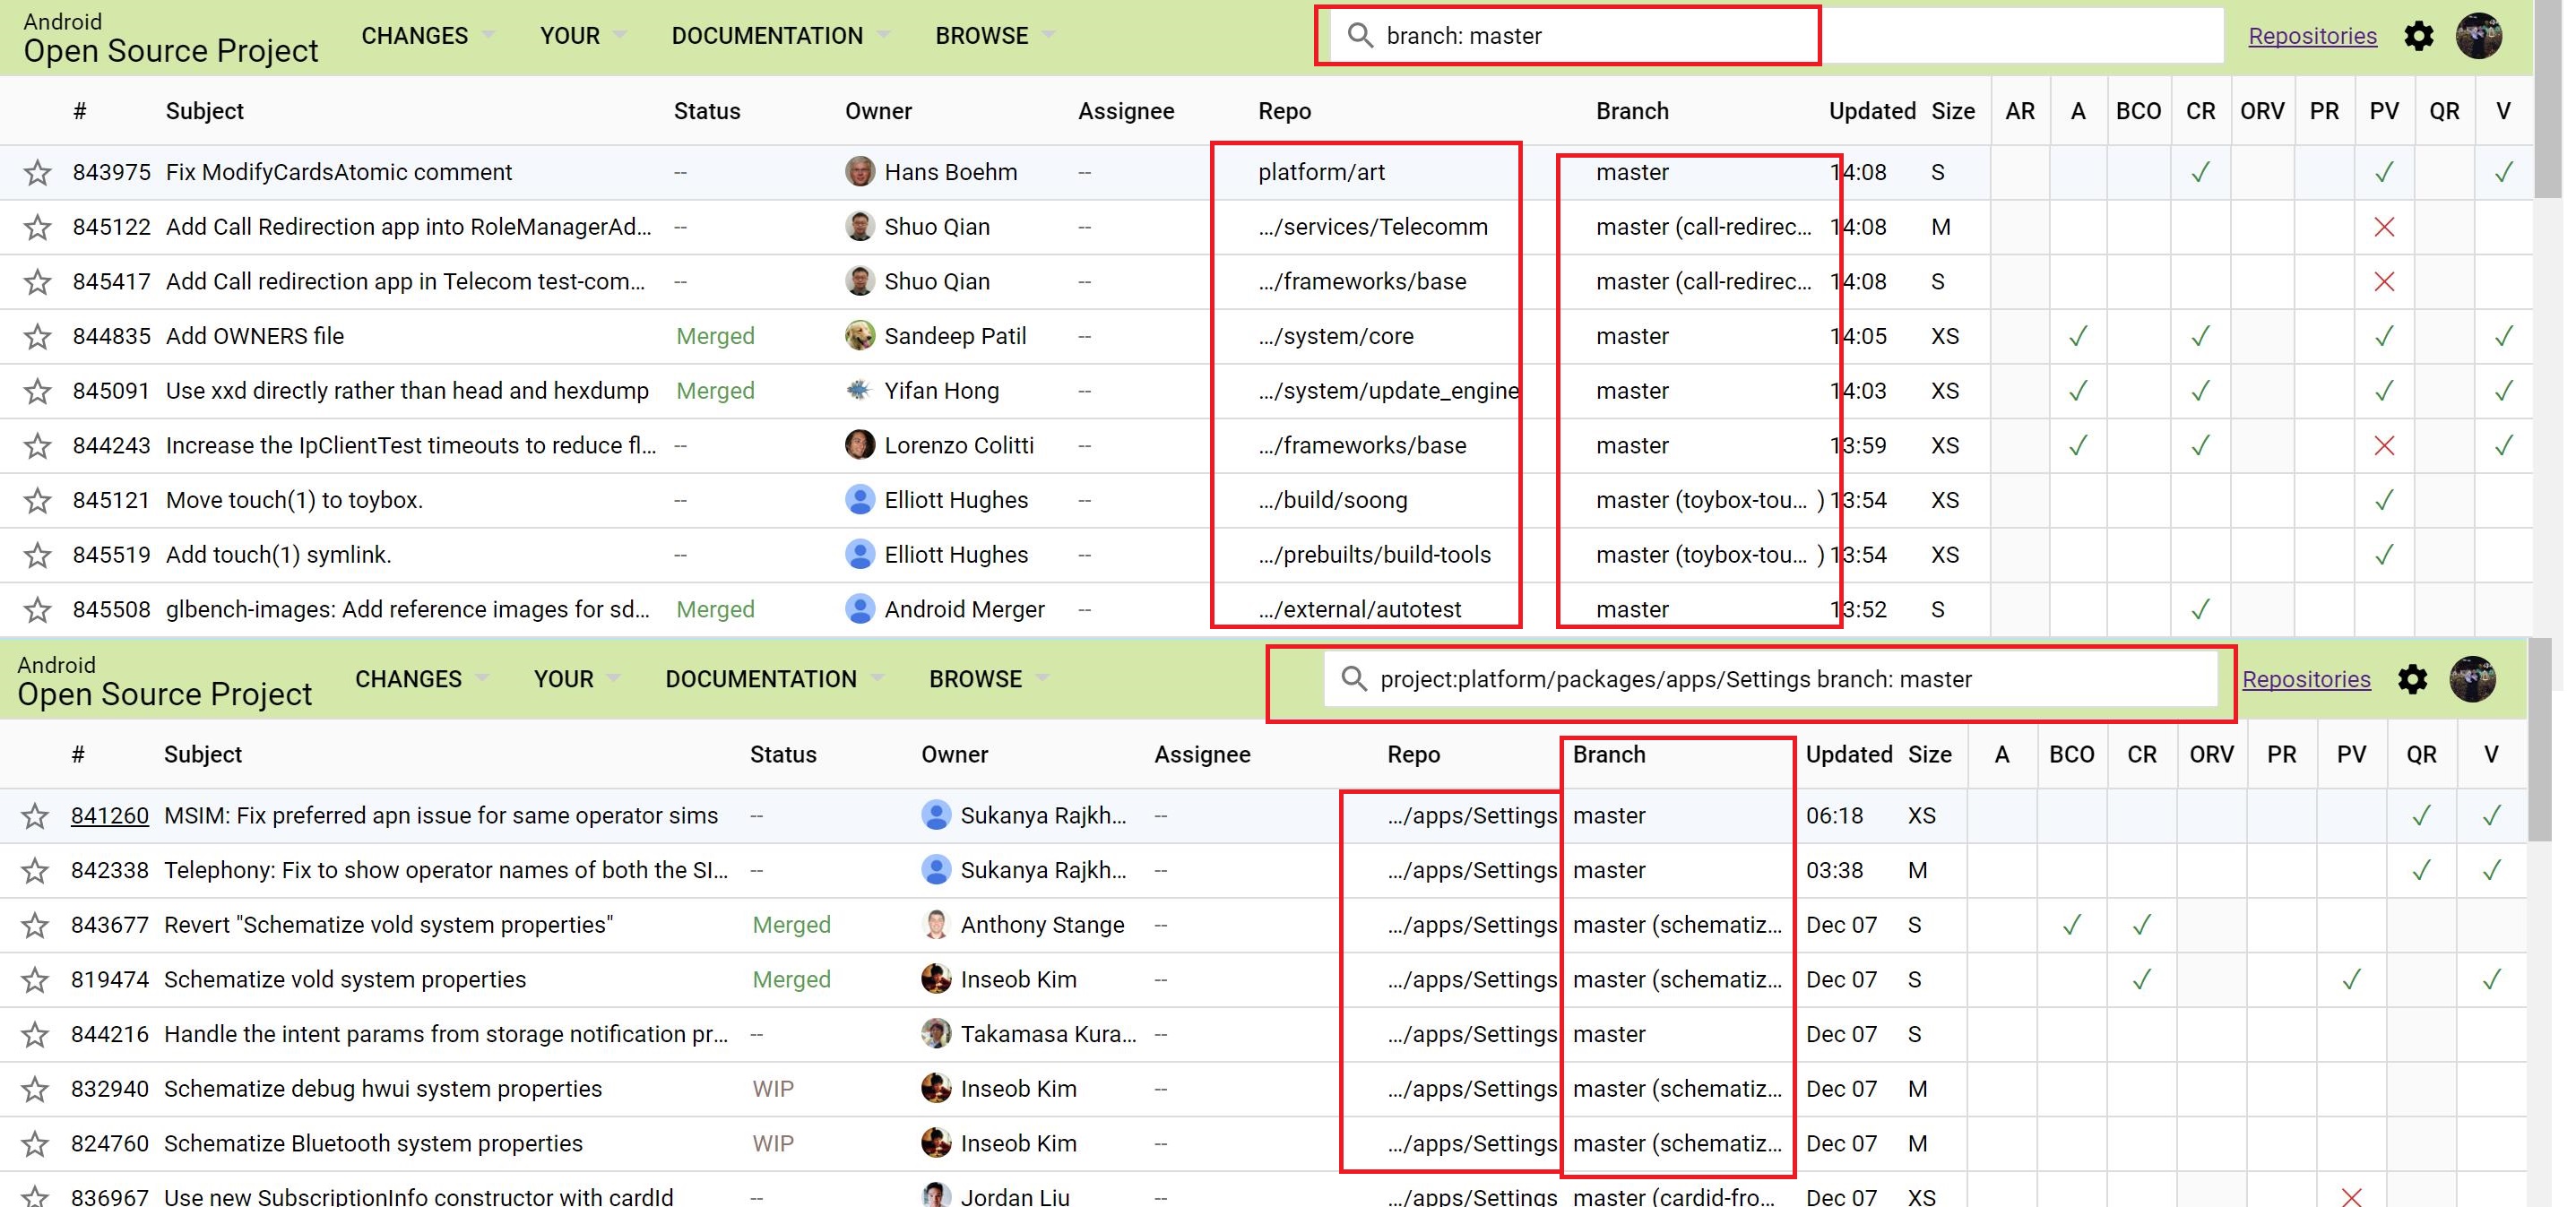 Android
Open Source Project CHANGES YOUR DOCUMENTATION BROWSE branch: master Repositories
# Subject Status Owner Assignee Repo Branch Updated Size AR A BCO CR ORV PR PV QR V
843975 Fix ModifyCardsAtomic comment -- Hans Boehm -- platform/art master 14:08 S ✓ ✓ ✓
845122 Add Call Redirection app into RoleManagerAd... -- Shuo Qian -- .../services/Telecomm master (call-redirec... 14:08 M ✕
845417 Add Call redirection app in Telecom test-com... -- Shuo Qian -- .../frameworks/base master (call-redirec... 14:08 S ✕
844835 Add OWNERS file Merged Sandeep Patil -- .../system/core master 14:05 XS ✓ ✓ ✓ ✓
845091 Use xxd directly rather than head and hexdump Merged Yifan Hong -- .../system/update_engine master 14:03 XS ✓ ✓ ✓ ✓
844243 Increase the IpClientTest timeouts to reduce fl... -- Lorenzo Colitti -- .../frameworks/base master 13:59 XS ✓ ✓ ✕ ✓
845121 Move touch(1) to toybox. -- Elliott Hughes -- .../build/soong master (toybox-tou... ) 13:54 XS ✓
845519 Add touch(1) symlink. -- Elliott Hughes -- .../prebuilts/build-tools master (toybox-tou... ) 13:54 XS ✓
845508 glbench-images: Add reference images for sd... Merged Android Merger -- .../external/autotest master 13:52 S ✓
Android
Open Source Project CHANGES YOUR DOCUMENTATION BROWSE project:platform/packages/apps/Settings branch: master Repositories
# Subject Status Owner Assignee Repo Branch Updated Size A BCO CR ORV PR PV QR V
841260 MSIM: Fix preferred apn issue for same operator sims -- Sukanya Rajkh... -- .../apps/Settings master 06:18 XS ✓ ✓
842338 Telephony: Fix to show operator names of both the SI... -- Sukanya Rajkh... -- .../apps/Settings master 03:38 M ✓ ✓
843677 Revert "Schematize vold system properties" Merged Anthony Stange -- .../apps/Settings master (schematiz... Dec 07 S ✓ ✓
819474 Schematize vold system properties Merged Inseob Kim -- .../apps/Settings master (schematiz... Dec 07 S ✓ ✓ ✓
844216 Handle the intent params from storage notification pr... -- Takamasa Kura... -- .../apps/Settings master Dec 07 S
832940 Schematize debug hwui system properties WIP Inseob Kim -- .../apps/Settings master (schematiz... Dec 07 M
824760 Schematize Bluetooth system properties WIP Inseob Kim -- .../apps/Settings master (schematiz... Dec 07 M
836967 Use new SubscriptionInfo constructor with cardId -- Jordan Liu -- .../apps/Settings master (cardid-fro... Dec 07 XS ✕